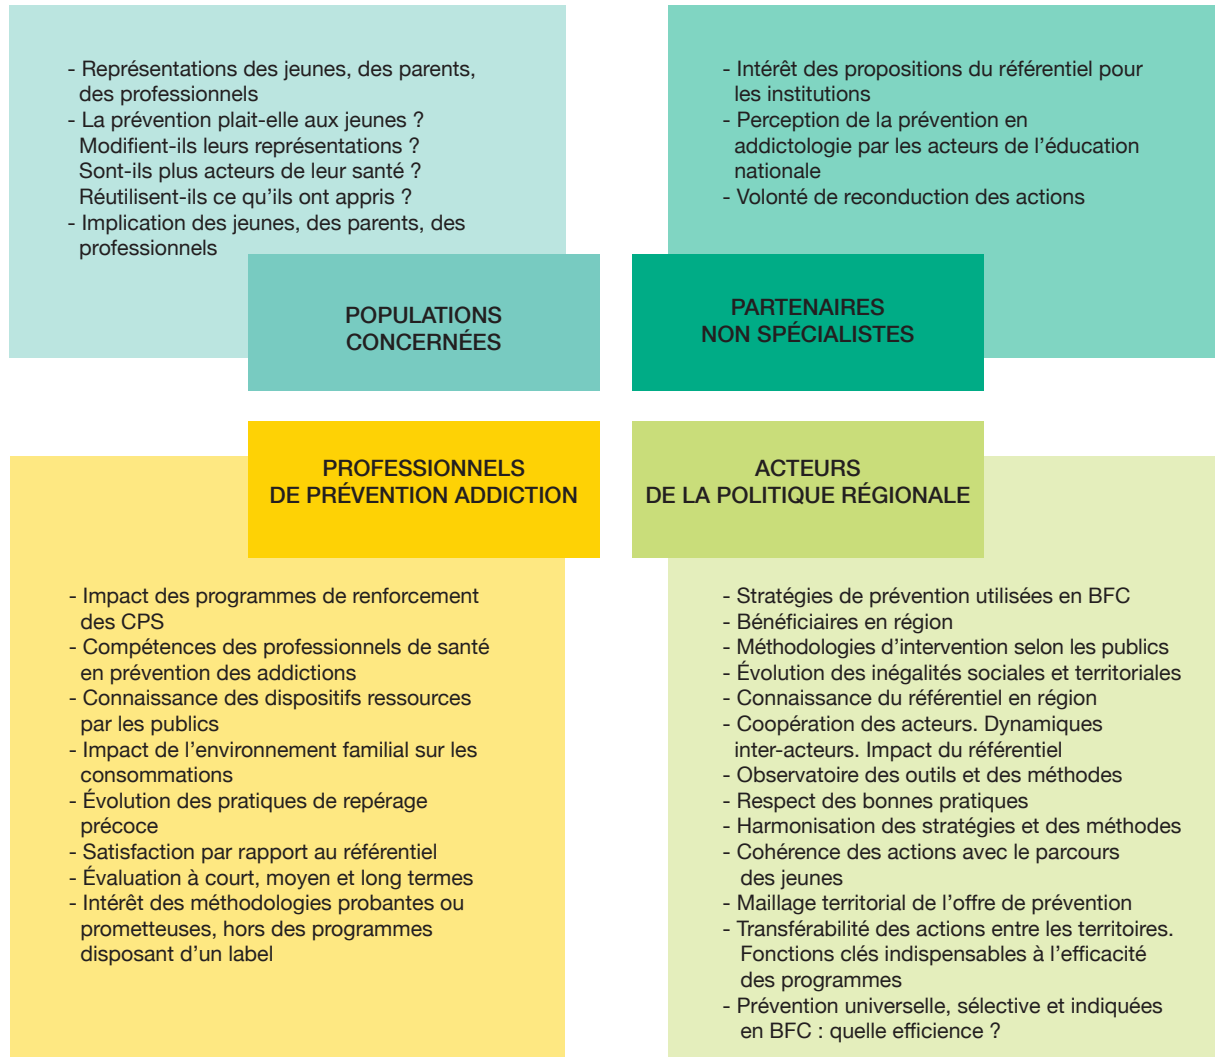 - Représentations des jeunes, des parents,
des professionnels
- La prévention plait-elle aux jeunes ?
Modifient-ils leurs représentations ?
Sont-ils plus acteurs de leur santé ?
Réutilisent-ils ce qu’ils ont appris ?
- Implication des jeunes, des parents, des
professionnels
POPULATIONS
CONCERNÉES
- Intérêt des propositions du référentiel pour
les institutions
- Perception de la prévention en
addictologie par les acteurs de l’éducation
nationale
- Volonté de reconduction des actions
PARTENAIRES
NON SPÉCIALISTES
PROFESSIONNELS
DE PRÉVENTION ADDICTION
- Impact des programmes de renforcement
des CPS
- Compétences des professionnels de santé
en prévention des addictions
- Connaissance des dispositifs ressources
par les publics
- Impact de l’environnement familial sur les
consommations
- Évolution des pratiques de repérage
précoce
- Satisfaction par rapport au référentiel
- Évaluation à court, moyen et long termes
- Intérêt des méthodologies probantes ou
prometteuses, hors des programmes
disposant d’un label
ACTEURS
DE LA POLITIQUE RÉGIONALE
- Stratégies de prévention utilisées en BFC
- Bénéficiaires en région
- Méthodologies d’intervention selon les publics
- Évolution des inégalités sociales et territoriales
- Connaissance du référentiel en région
- Coopération des acteurs. Dynamiques
inter-acteurs. Impact du référentiel
- Observatoire des outils et des méthodes
- Respect des bonnes pratiques
- Harmonisation des stratégies et des méthodes
- Cohérence des actions avec le parcours
des jeunes
- Maillage territorial de l’offre de prévention
- Transférabilité des actions entre les territoires.
Fonctions clés indispensables à l’efficacité
des programmes
- Prévention universelle, sélective et indiquées
en BFC : quelle efficience ?